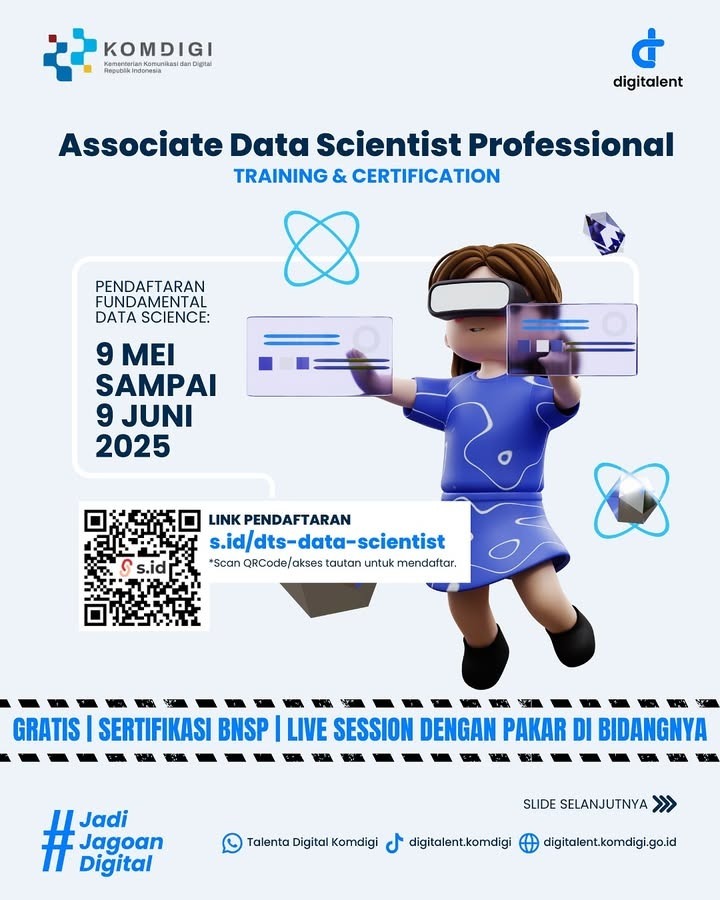 KOMDIGI
Kementerian Komunikasi dan Digital
Republik Indonesia
digitalent
Associate Data Scientist Professional
TRAINING & CERTIFICATION
PENDAFTARAN
FUNDAMENTAL
DATA SCIENCE:
9 MEI
SAMPAI
9 JUNI
2025
s.id
LINK PENDAFTARAN
s.id/dts-data-scientist
*Scan QRCode/akses tautan untuk mendaftar.
GRATIS | SERTIFIKASI BNSP | LIVE SESSION DENGAN PAKAR DI BIDANGNYA
SLIDE SELANJUTNYA
#Jadi
Jagoan
Digital
Talenta Digital Komdigi digitalent.komdigi digitalent.komdigi.go.id